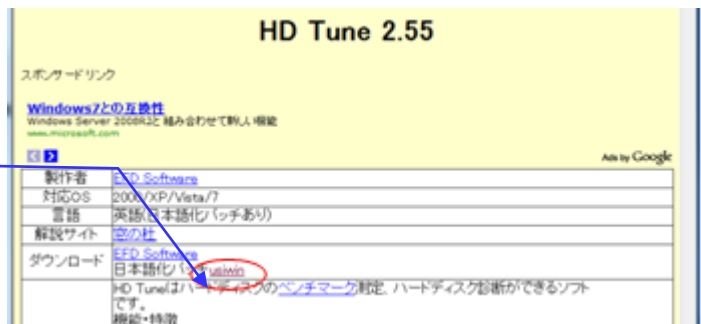 HD Tune 2.55
スポンサードリンク
Windows7との互換性
Windows Server 2008R2と組み合わせて新しい機能
www.microsoft.com
Ads by Google
製作者 EFD Software
対応OS 2000/XP/Vista/7
言語 英語(日本語化パッチあり)
解説サイト 窓の杜
ダウンロード EFD Software
日本語化パッチusiwin
HD Tuneはハードディスクのベンチマーク測定、ハードディスク診断ができるソフト
です。
機能・特徴